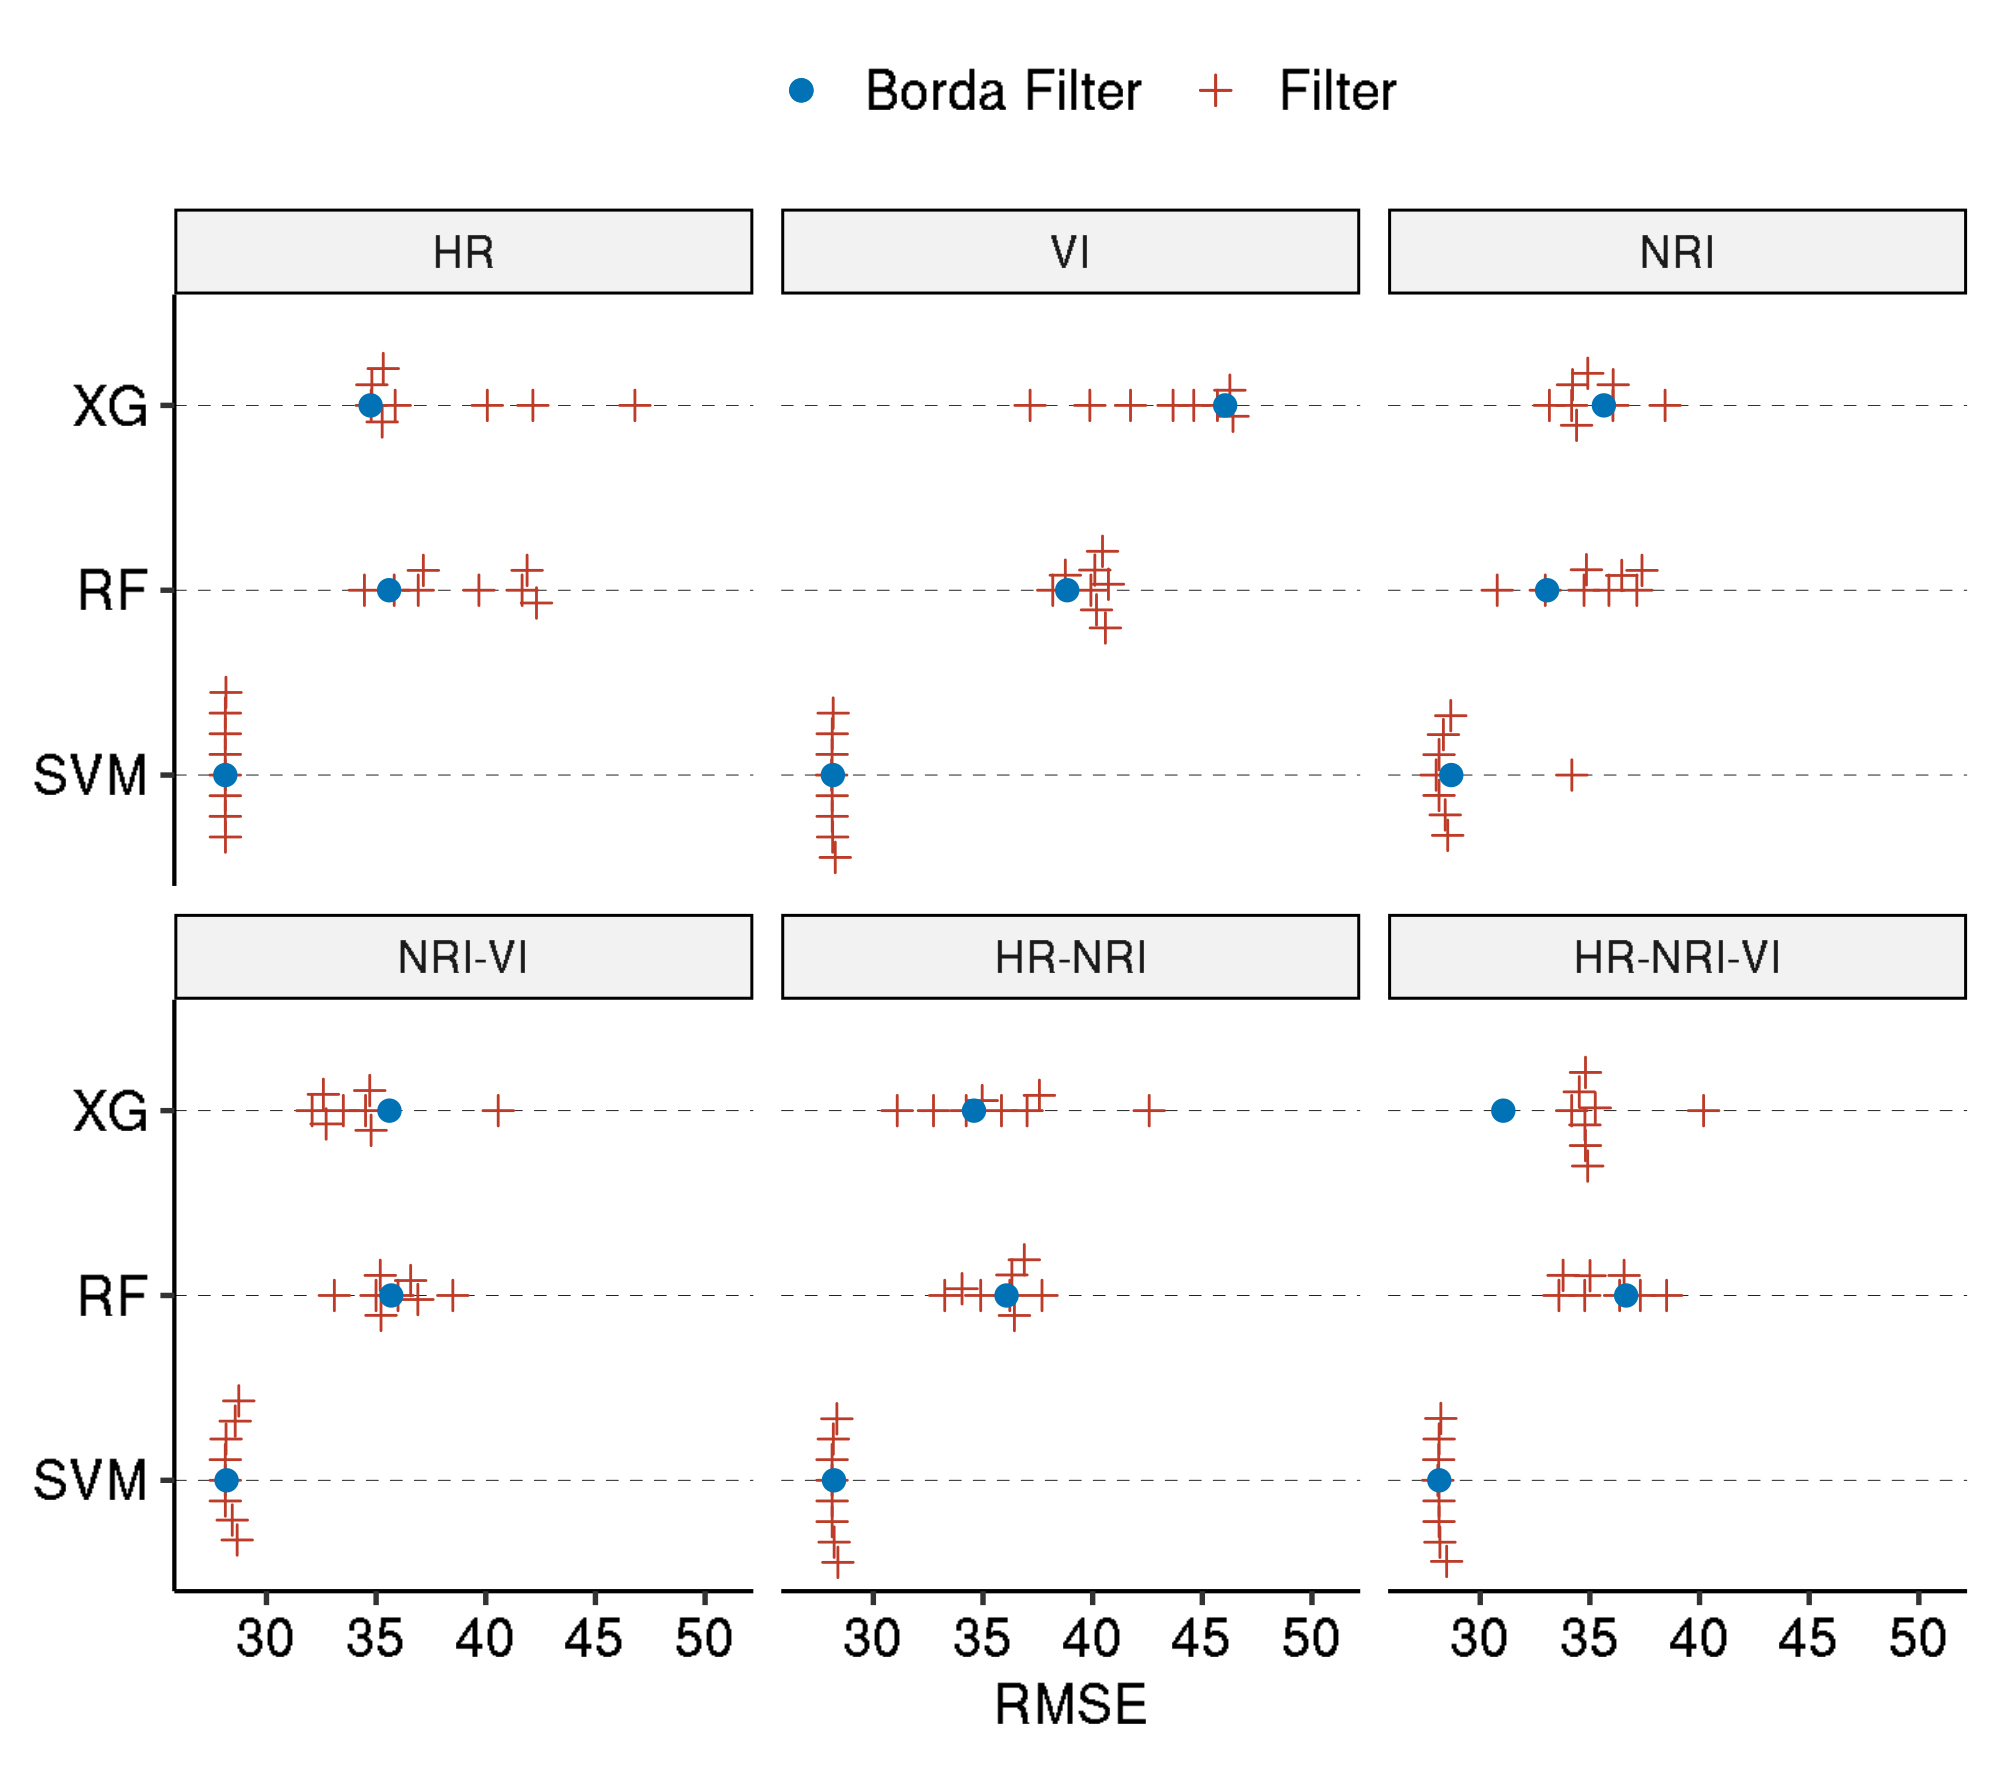 Borda Filter Filter
HR VI NRI
XG
RF
SVM
NRI-VI HR-NRI HR-NRI-VI
XG
RF
SVM
30 35 40 45 50 30 35 40 45 50 30 35 40 45 50
RMSE